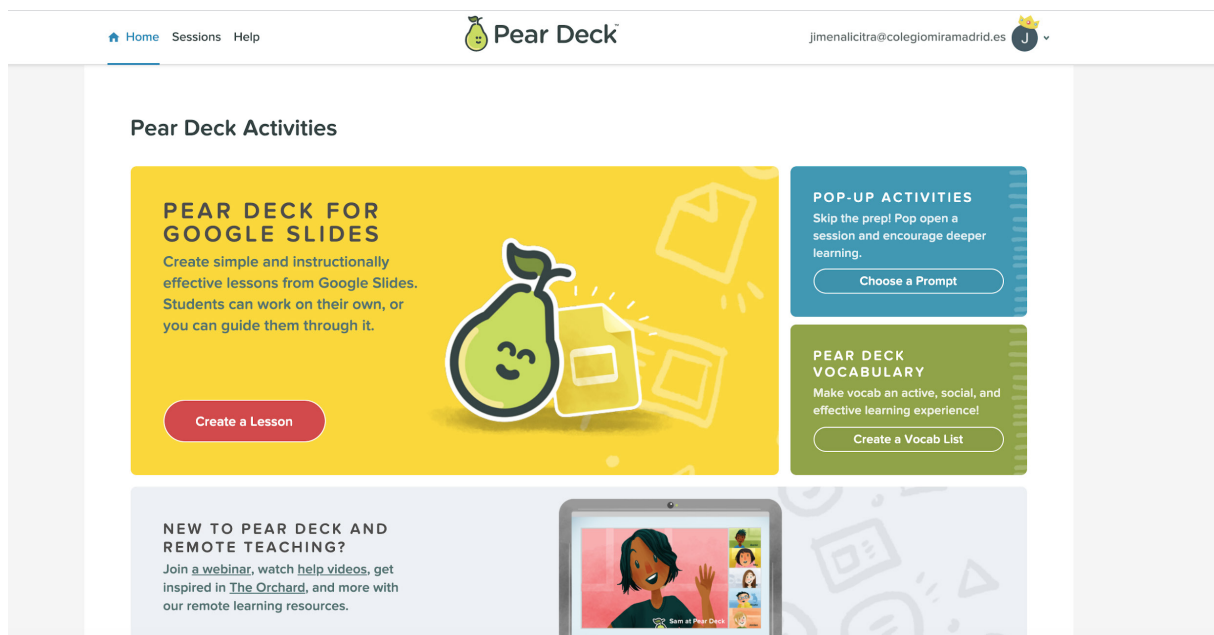 Home Sessions Help
Pear Deck™
jimenalicitra@colegiomiramadrid.es J
Pear Deck Activities
PEAR DECK FOR
GOOGLE SLIDES
Create simple and instructionally
effective lessons from Google Slides.
Students can work on their own, or
you can guide them through it.
Create a Lesson
POP-UP ACTIVITIES
Skip the prep! Pop open a
session and encourage deeper
learning.
Choose a Prompt
PEAR DECK
VOCABULARY
Make vocab an active, social, and
effective learning experience!
Create a Vocab List
NEW TO PEAR DECK AND
REMOTE TEACHING?
Join a webinar, watch help videos, get
inspired in The Orchard, and more with
our remote learning resources.
Sam at Pear Deck